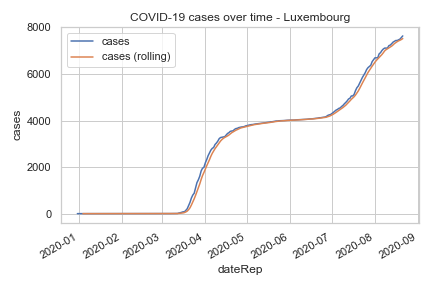 COVID-19 cases over time - Luxembourg
cases
cases (rolling)
8000
6000
4000
2000
0
cases
2020-01
2020-02
2020-03
2020-04
2020-05
2020-06
2020-07
2020-08
2020-09
dateRep